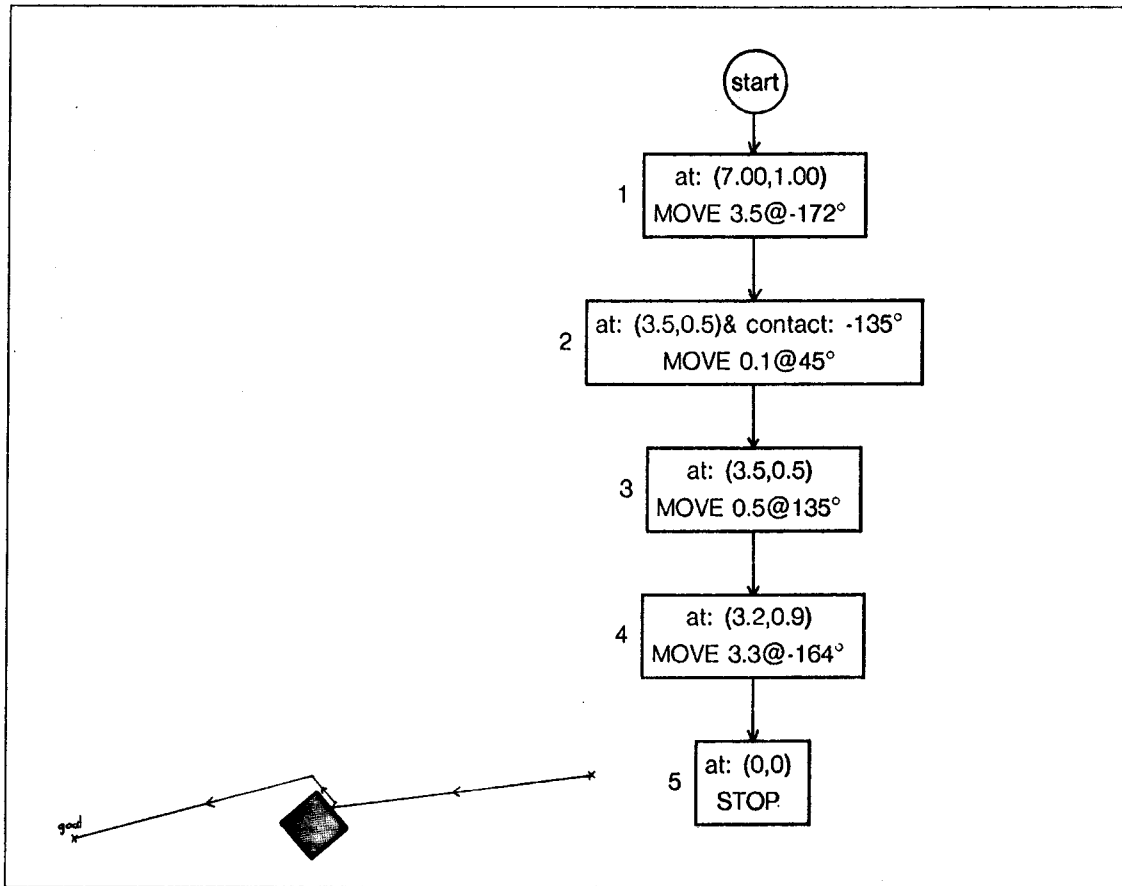 start
1
at: (7.00,1.00)
MOVE 3.5@-172°
2
at: (3.5,0.5)& contact: -135°
MOVE 0.1@45°
3
at: (3.5,0.5)
MOVE 0.5@135°
4
at: (3.2,0.9)
MOVE 3.3@-164°
5
at: (0,0)
STOP
goal